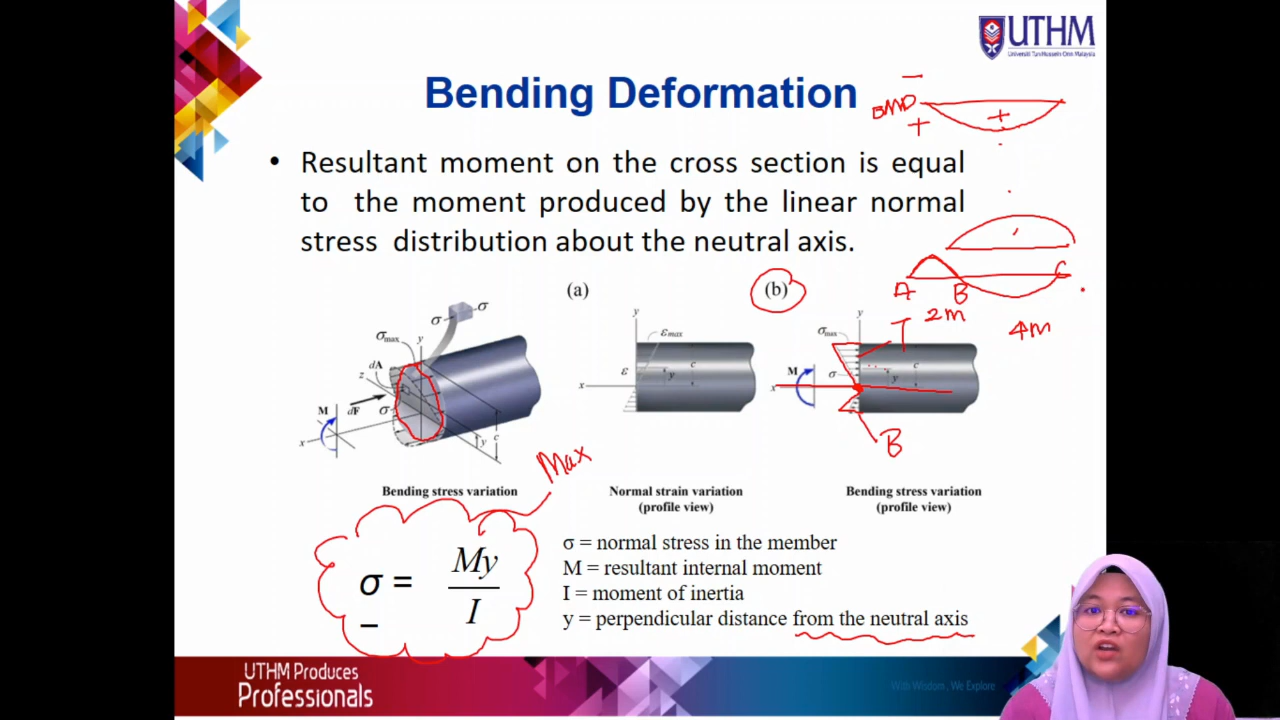 UTHM
Universiti Tun Hussein Onn Malaysia
Bending Deformation
−
BMD
+
+
• Resultant moment on the cross section is equal
to the moment produced by the linear normal
stress distribution about the neutral axis.
(a)
(b)
A B C
2m
4m
σ
σ
σmax
y
dA
z
dF
σ
M
x
y
c
y
εmax
ε
c
y
x
y
σmax
T
M
σ
c
y
x
B
Max
Bending stress variation
Normal strain variation
(profile view)
Bending stress variation
(profile view)
σ = My
I
−
σ = normal stress in the member
M = resultant internal moment
I = moment of inertia
y = perpendicular distance from the neutral axis
UTHM Produces
Professionals
With Wisdom, We Explore